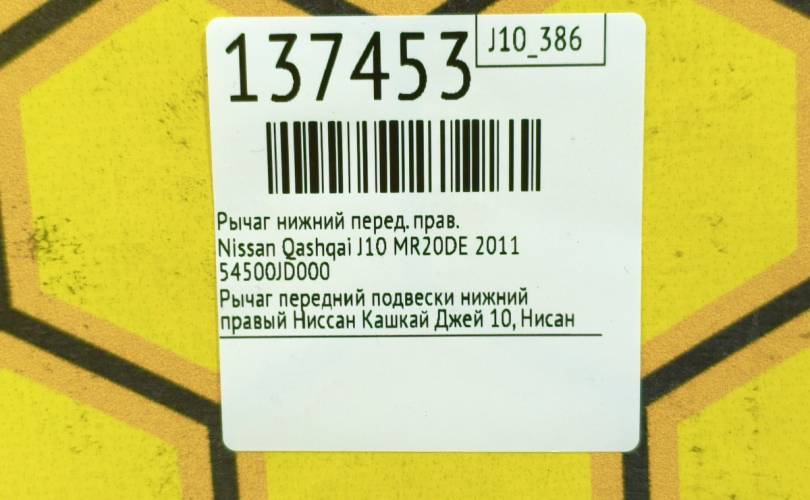 137453
J10_386
Рычаг нижний перед. прав.
Nissan Qashqai J10 MR20DE 2011
54500JD000
Рычаг передний подвески нижний
правый Ниссан Кашкай Джей 10, Нисан